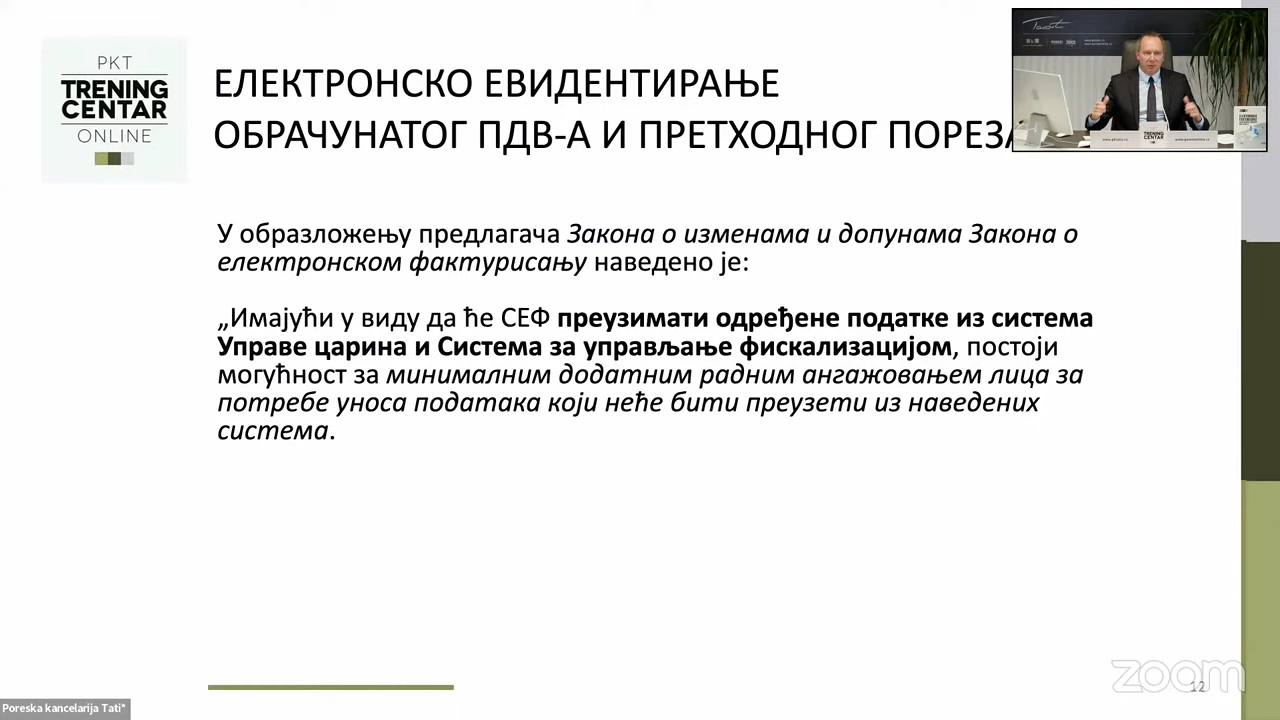 PKT
TRENING
CENTAR
ONLINE
ЕЛЕКТРОНСКО ЕВИДЕНТИРАЊЕ
ОБРАЧУНАТОГ ПДВ-А И ПРЕТХОДНОГ ПОРЕЗА
У образложењу предлагача Закона о изменама и допунама Закона о
електронском фактурисању наведено је:
„Имајући у виду да ће СЕФ преузимати одређене податке из система
Управе царина и Система за управљање фискализацијом, постоји
могућност за минималним додатним радним ангажовањем лица за
потребе уноса података који неће бити преузети из наведених
система.
TRENING
CENTAR
zoom
12
Poreska kancelarija Tati*